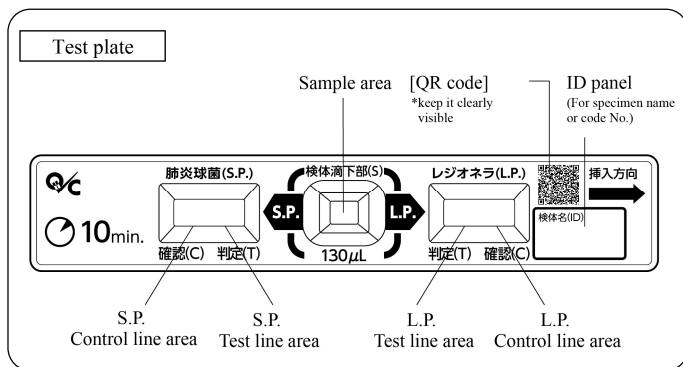 Test plate
Sample area
[QR code]
*keep it clearly
visible
ID panel
(For specimen name
or code No.)
肺炎球菌(S.P.)
検体滴下部(S)
レジオネラ(L.P.)
挿入方向
S.P.
L.P.
検体名(ID)
10min.
確認(C) 判定(T)
130μL
判定(T) 確認(C)
S.P.
Control line area
S.P.
Test line area
L.P.
Test line area
L.P.
Control line area